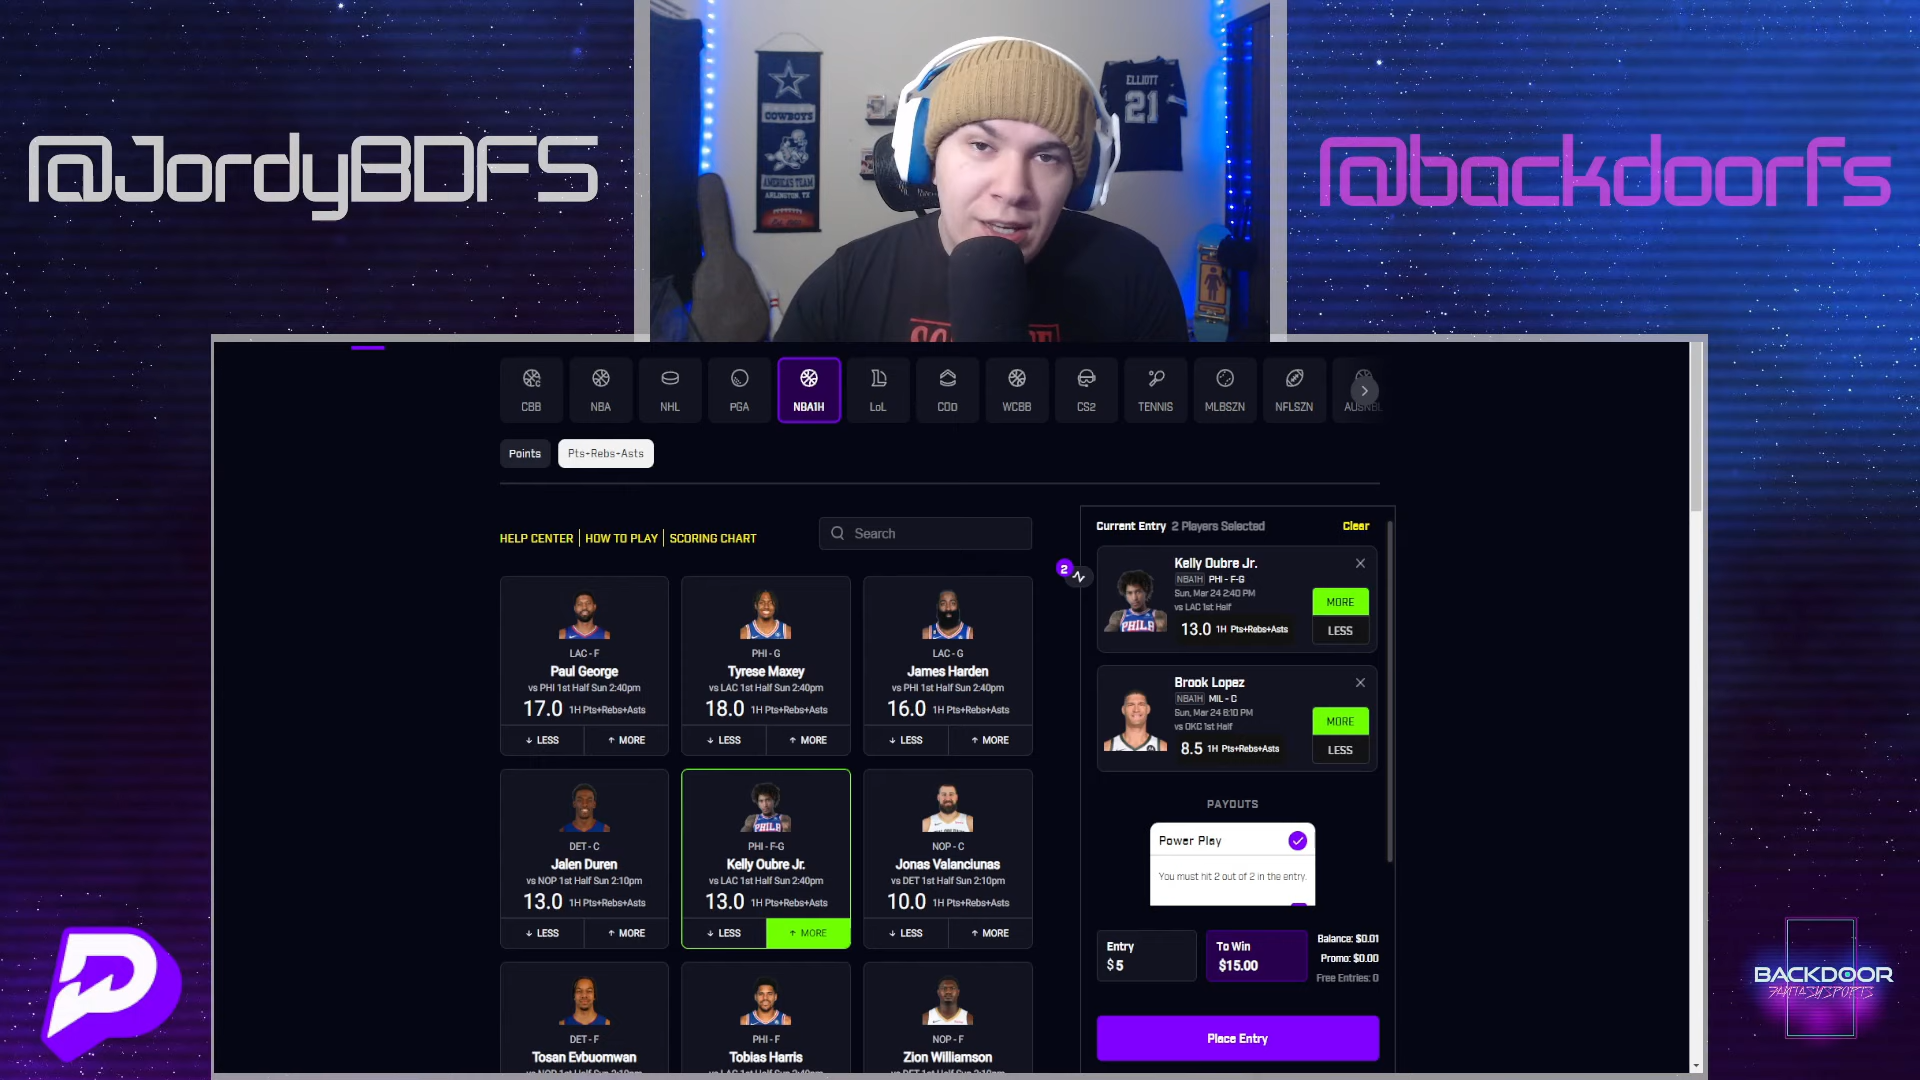 @JordyBDFS
COWBOYS
AMERICA'S TEAM
ARLINGTON, TX
ELLIOTT
21
@backdoorfs
CBB
NBA
NHL
PGA
NBA1H
LoL
COD
WCBB
CS2
TENNIS
MLBSZN
NFLSZN
Points
Pts+Rebs+Asts
HELP CENTER | HOW TO PLAY | SCORING CHART
Search
LAC - F
Paul George
vs PHI 1st Half Sun 2:40pm
17.0 1H Pts+Rebs+Asts
↓ LESS ↑ MORE
PHI - G
Tyrese Maxey
vs LAC 1st Half Sun 2:40pm
18.0 1H Pts+Rebs+Asts
↓ LESS ↑ MORE
LAC - G
James Harden
vs PHI 1st Half Sun 2:40pm
16.0 1H Pts+Rebs+Asts
↓ LESS ↑ MORE
DET - C
Jalen Duren
vs NOP 1st Half Sun 2:10pm
13.0 1H Pts+Rebs+Asts
↓ LESS ↑ MORE
PHI - F-G
Kelly Oubre Jr.
vs LAC 1st Half Sun 2:40pm
13.0 1H Pts+Rebs+Asts
↓ LESS ↑ MORE
NOP - C
Jonas Valanciunas
vs DET 1st Half Sun 2:10pm
10.0 1H Pts+Rebs+Asts
↓ LESS ↑ MORE
DET - F
Tosan Evbuomwan
PHI - F
Tobias Harris
NOP - F
Zion Williamson
2
Current Entry 2 Players Selected
Clear
Kelly Oubre Jr.
NBA1H PHI - F-G
Sun, Mar 24 2:40 PM
vs LAC 1st Half
13.0 1H Pts+Rebs+Asts
MORE
LESS
Brook Lopez
NBA1H MIL - C
Sun, Mar 24 6:10 PM
vs OKC 1st Half
8.5 1H Pts+Rebs+Asts
MORE
LESS
PAYOUTS
Power Play
You must hit 2 out of 2 in the entry.
Entry
$5
To Win
$15.00
Balance: $0.01
Promo: $0.00
Free Entries: 0
Place Entry
BACKDOOR
FANTASY SPORTS